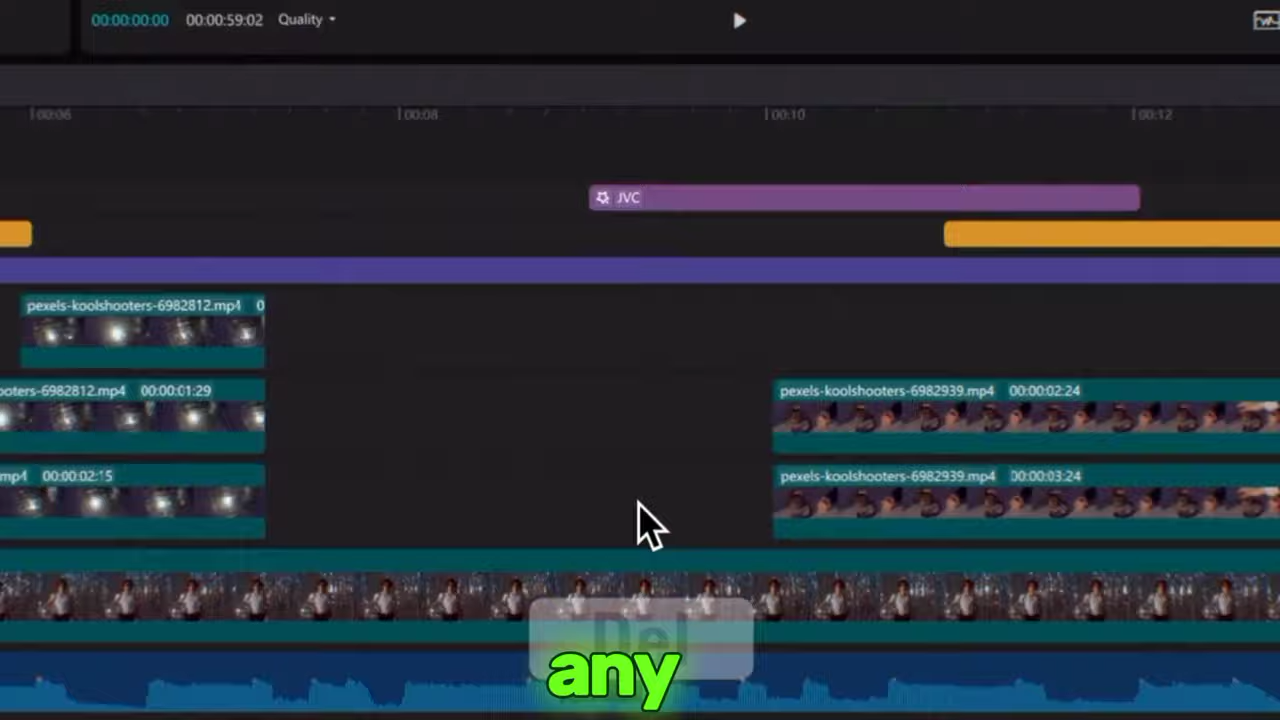 00:00:00:00 00:00:59:02 Quality
00:06 00:08 00:10 00:12
JVC
pexels-koolshooters-6982812.mp4 0
ooters-6982812.mp4 00:00:01:29
pexels-koolshooters-6982939.mp4 00:00:02:24
mp4 00:00:02:15
pexels-koolshooters-6982939.mp4 00:00:03:24
Del
any